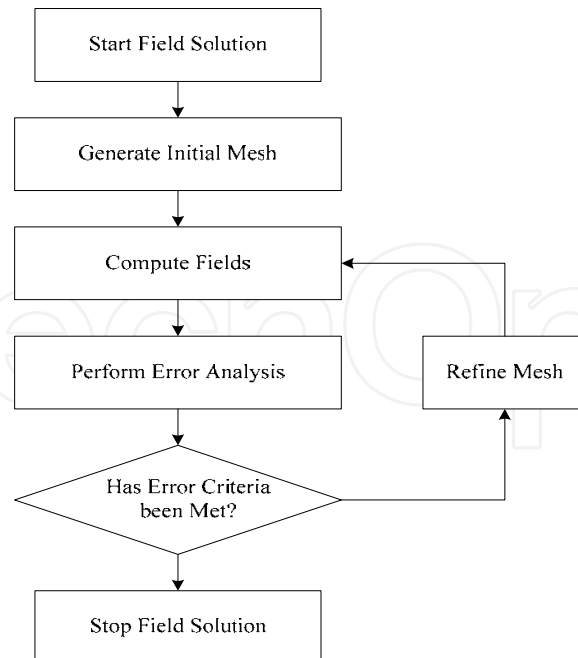 Start Field Solution
Generate Initial Mesh
Compute Fields
Perform Error Analysis
Refine Mesh
Has Error Criteria
been Met?
Stop Field Solution